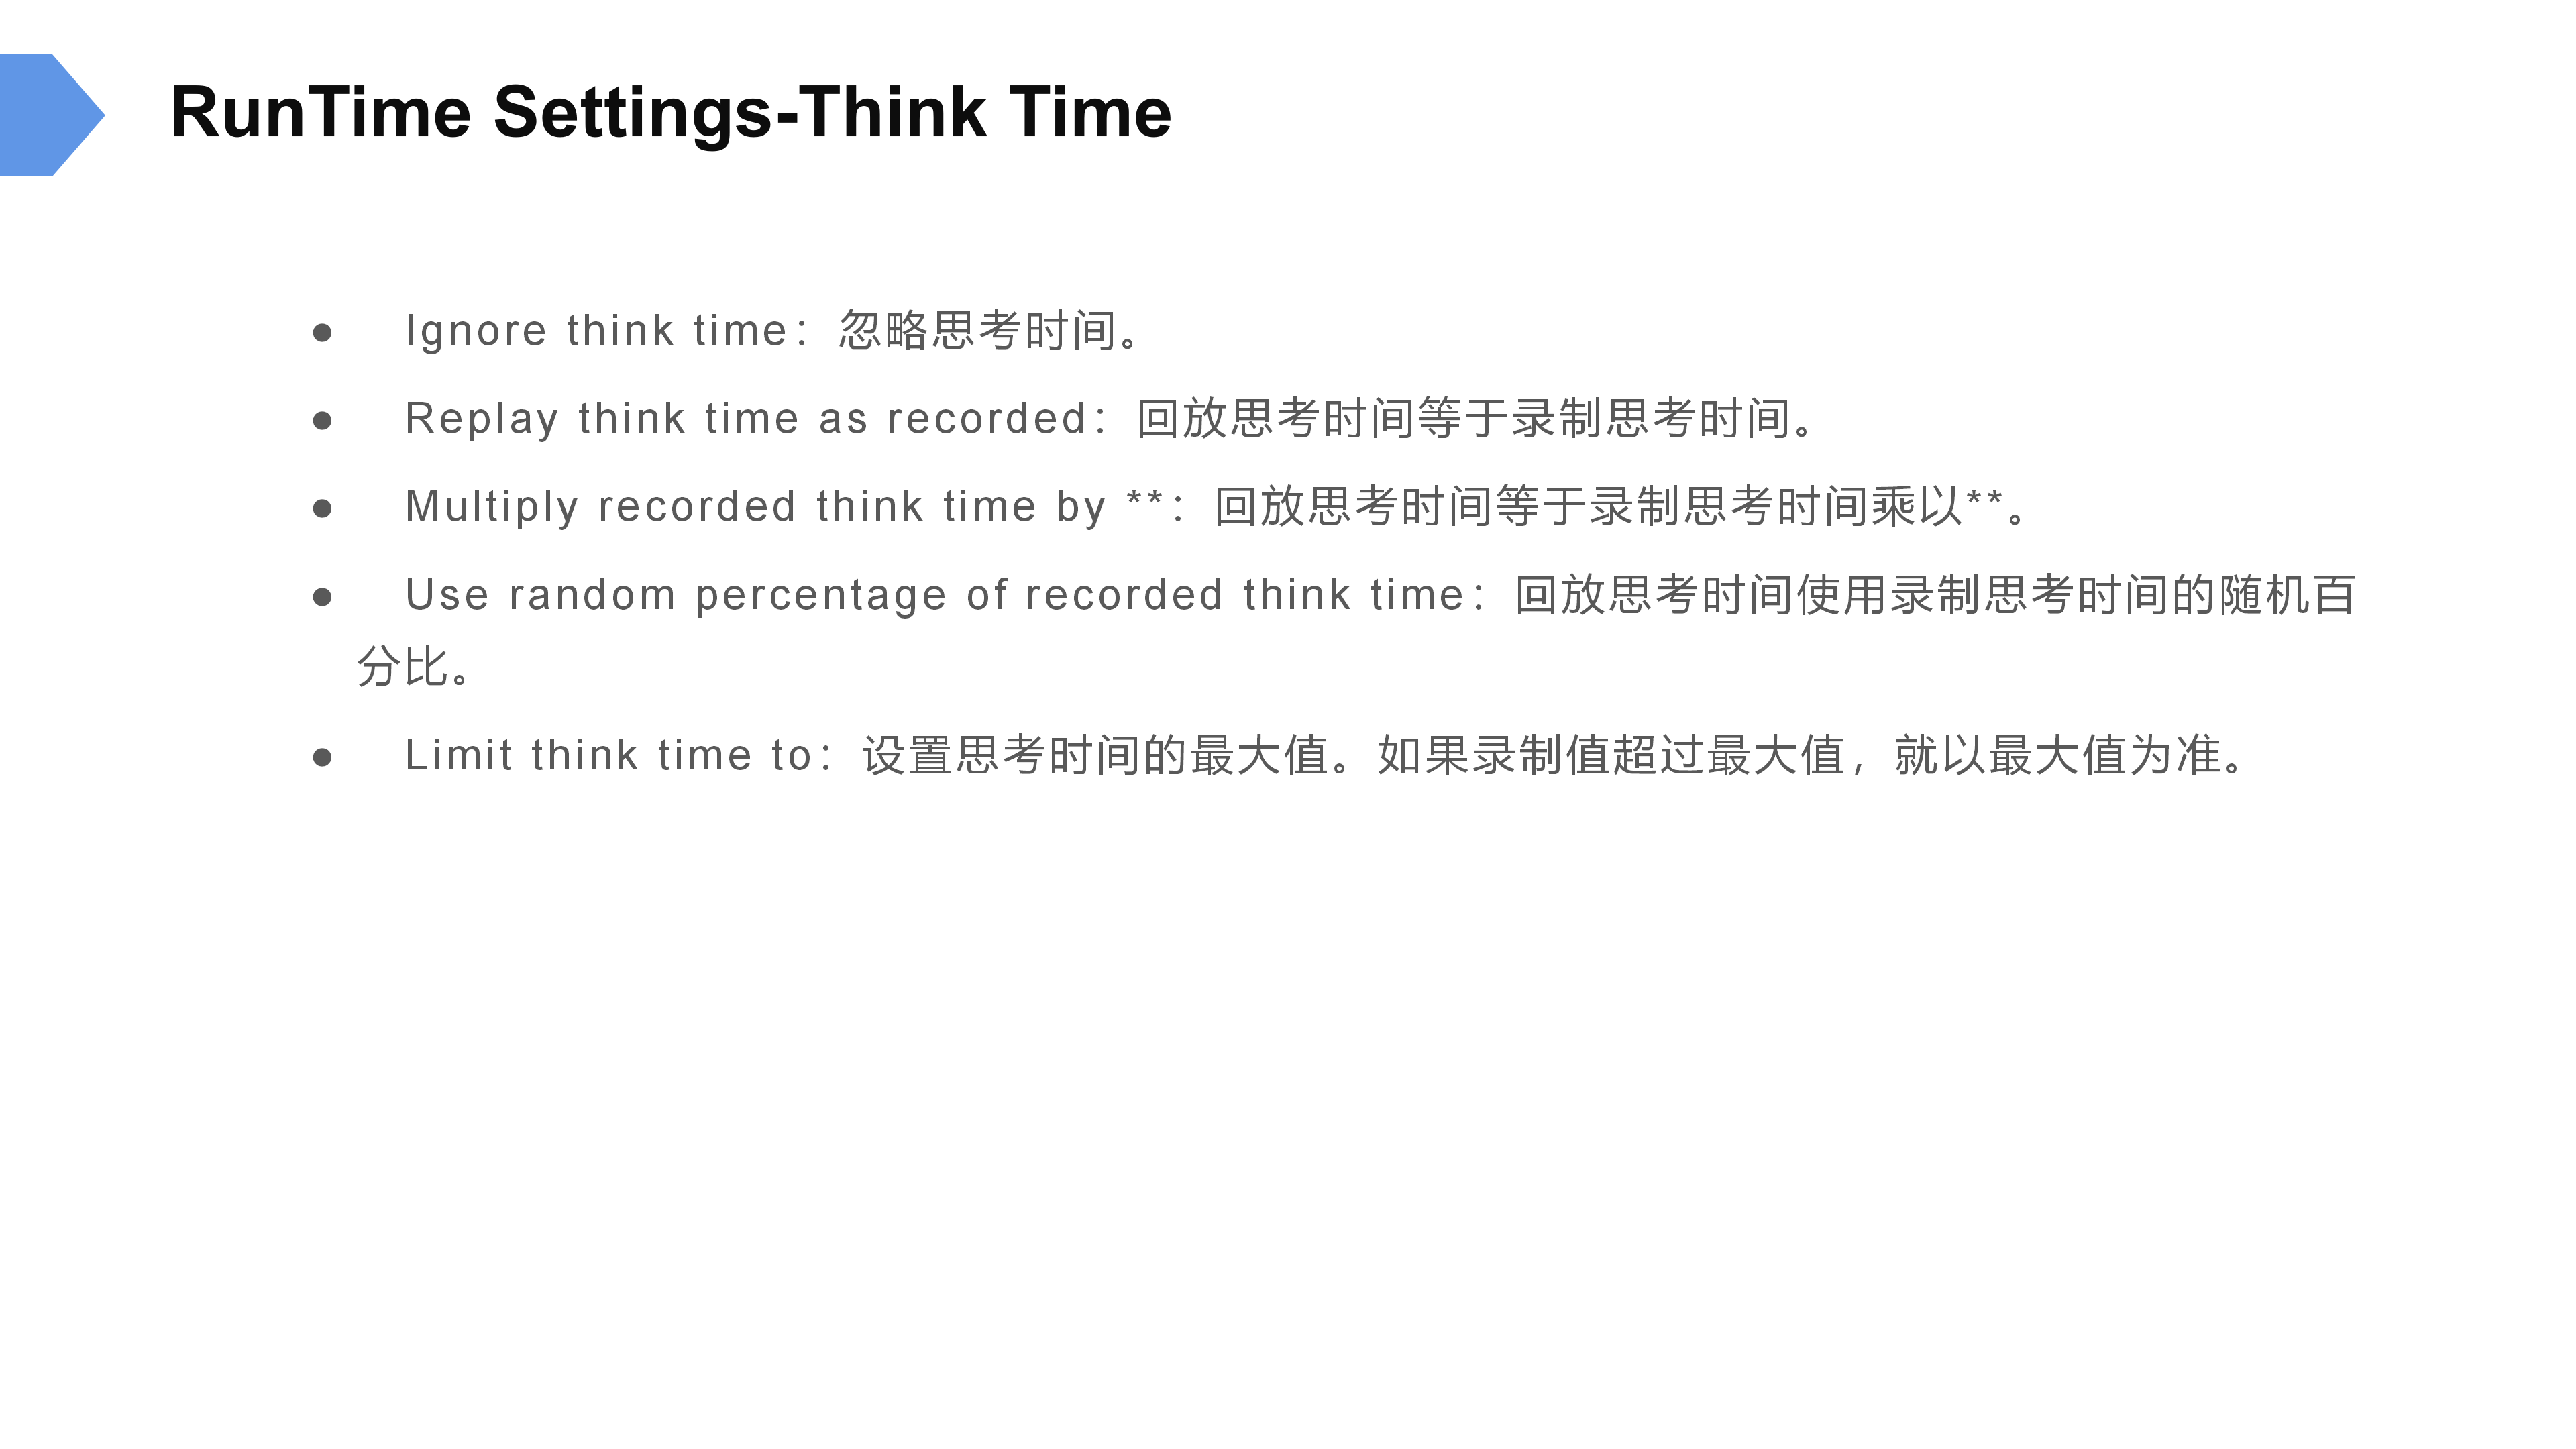 RunTime Settings-Think Time
● Ignore think time：忽略思考时间。
● Replay think time as recorded：回放思考时间等于录制思考时间。
● Multiply recorded think time by **：回放思考时间等于录制思考时间乘以**。
● Use random percentage of recorded think time：回放思考时间使用录制思考时间的随机百
分比。
● Limit think time to：设置思考时间的最大值。如果录制值超过最大值，就以最大值为准。